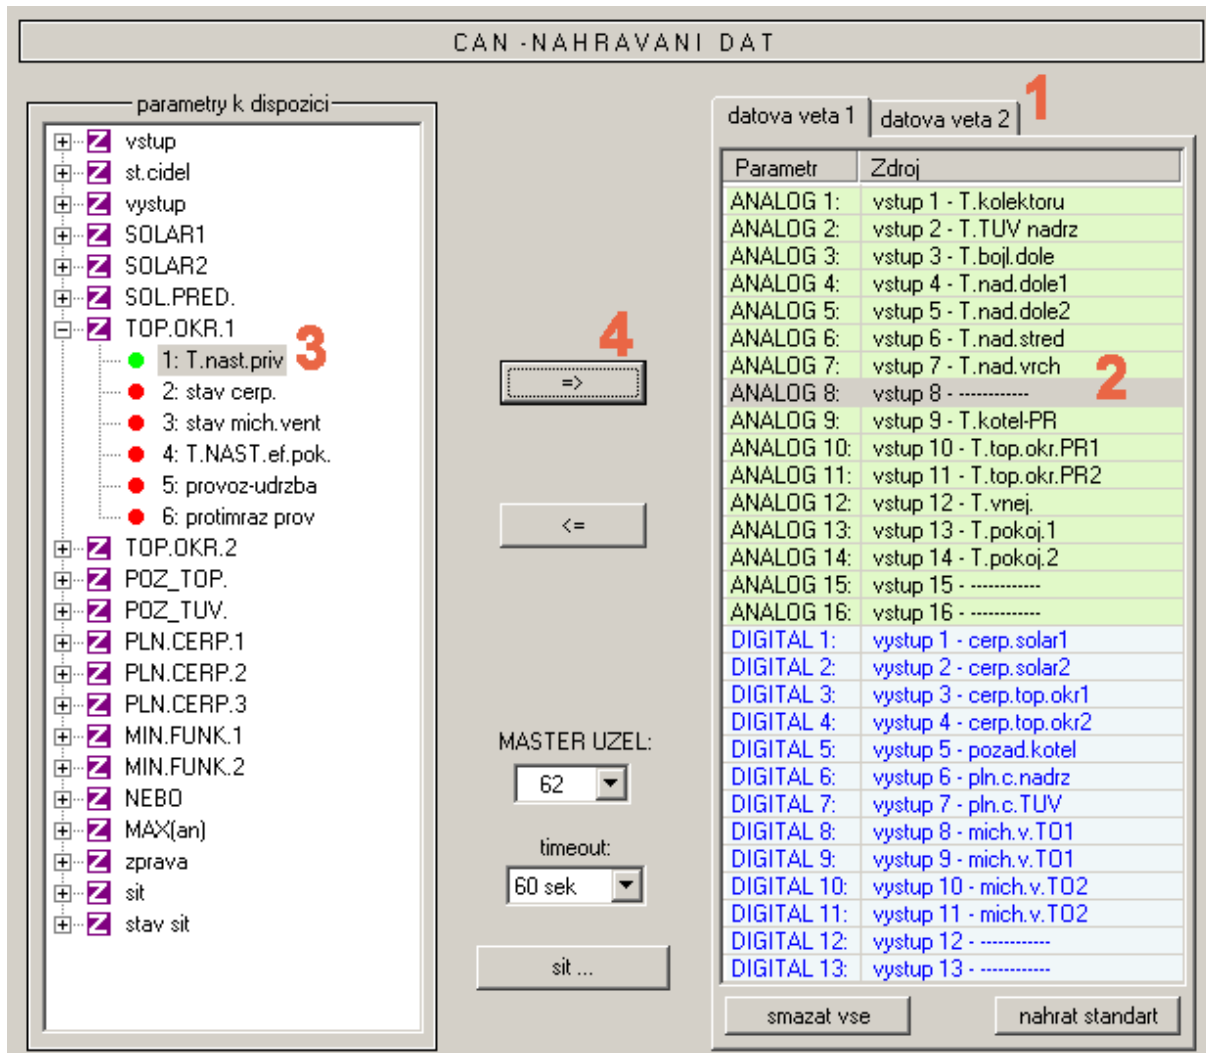 CAN -NAHRAVANI DAT
parametry k dispozici
vstup
st.cidel
vystup
SOLAR1
SOLAR2
SOL.PRED.
TOP.OKR.1
1: T.nast.priv
3
2: stav cerp.
3: stav mich.vent
4: T.NAST.ef.pok.
5: provoz-udrzba
6: protimraz prov
TOP.OKR.2
POZ_TOP.
POZ_TUV.
PLN.CERP.1
PLN.CERP.2
PLN.CERP.3
MIN.FUNK.1
MIN.FUNK.2
NEBO
MAX(an)
zprava
sit
stav sit
4
=>
<=
MASTER UZEL:
62
timeout:
60 sek
sit ...
1
datova veta 1 datova veta 2
Parametr Zdroj
ANALOG 1: vstup 1 - T.kolektoru
ANALOG 2: vstup 2 - T.TUV nadrz
ANALOG 3: vstup 3 - T.bojl.dole
ANALOG 4: vstup 4 - T.nad.dole1
ANALOG 5: vstup 5 - T.nad.dole2
ANALOG 6: vstup 6 - T.nad.stred
ANALOG 7: vstup 7 - T.nad.vrch
2
ANALOG 8: vstup 8 - ------------
ANALOG 9: vstup 9 - T.kotel-PR
ANALOG 10: vstup 10 - T.top.okr.PR1
ANALOG 11: vstup 11 - T.top.okr.PR2
ANALOG 12: vstup 12 - T.vnej.
ANALOG 13: vstup 13 - T.pokoj.1
ANALOG 14: vstup 14 - T.pokoj.2
ANALOG 15: vstup 15 - ------------
ANALOG 16: vstup 16 - ------------
DIGITAL 1: vystup 1 - cerp.solar1
DIGITAL 2: vystup 2 - cerp.solar2
DIGITAL 3: vystup 3 - cerp.top.okr1
DIGITAL 4: vystup 4 - cerp.top.okr2
DIGITAL 5: vystup 5 - pozad.kotel
DIGITAL 6: vystup 6 - pln.c.nadrz
DIGITAL 7: vystup 7 - pln.c.TUV
DIGITAL 8: vystup 8 - mich.v.TO1
DIGITAL 9: vystup 9 - mich.v.TO1
DIGITAL 10: vystup 10 - mich.v.TO2
DIGITAL 11: vystup 11 - mich.v.TO2
DIGITAL 12: vystup 12 - ------------
DIGITAL 13: vystup 13 - ------------
smazat vse nahrat standart